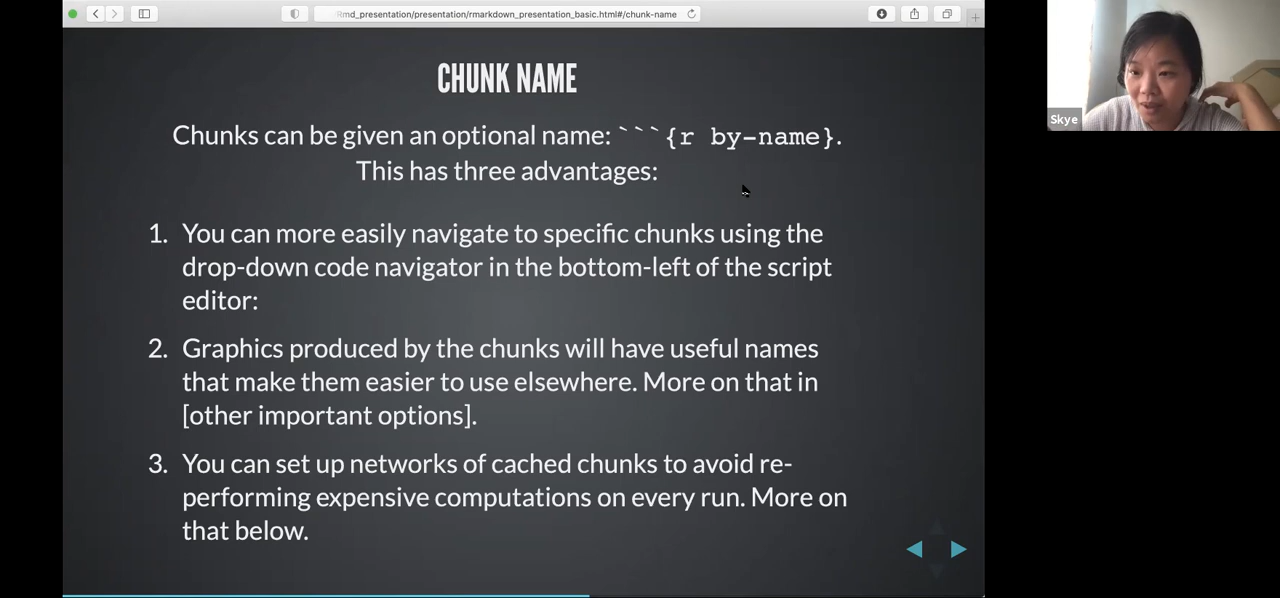 Rmd_presentation/presentation/rmarkdown_presentation_basic.html#/chunk-name
CHUNK NAME
Chunks can be given an optional name: ```{r by-name}.
This has three advantages:
1. You can more easily navigate to specific chunks using the
drop-down code navigator in the bottom-left of the script
editor:
2. Graphics produced by the chunks will have useful names
that make them easier to use elsewhere. More on that in
[other important options].
3. You can set up networks of cached chunks to avoid re-
performing expensive computations on every run. More on
that below.
Skye